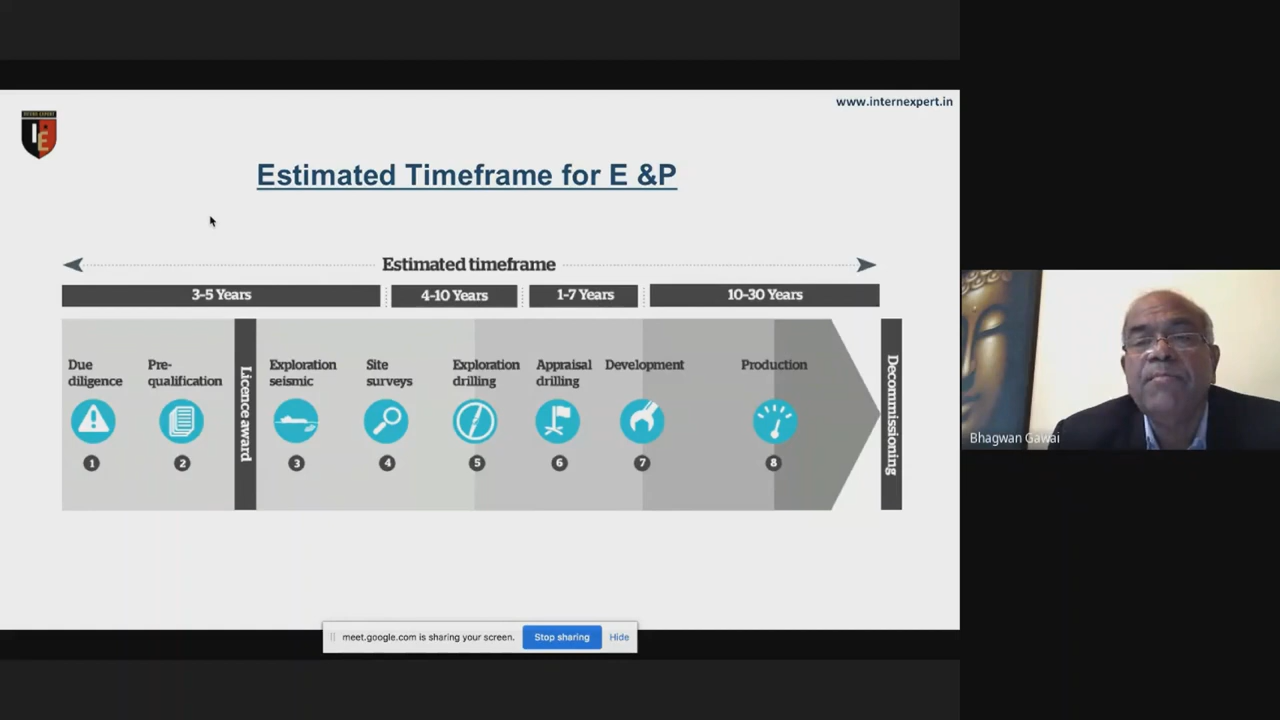 www.internexpert.in
IE
Estimated Timeframe for E &P
Estimated timeframe
3-5 Years
4-10 Years
1-7 Years
10-30 Years
Due
diligence
Pre-
qualification
Licence award
Exploration
seismic
Site
surveys
Exploration
drilling
Appraisal
drilling
Development
Production
Decommissioning
1
2
3
4
5
6
7
8
Bhagwan Gawai
meet.google.com is sharing your screen.
Stop sharing
Hide